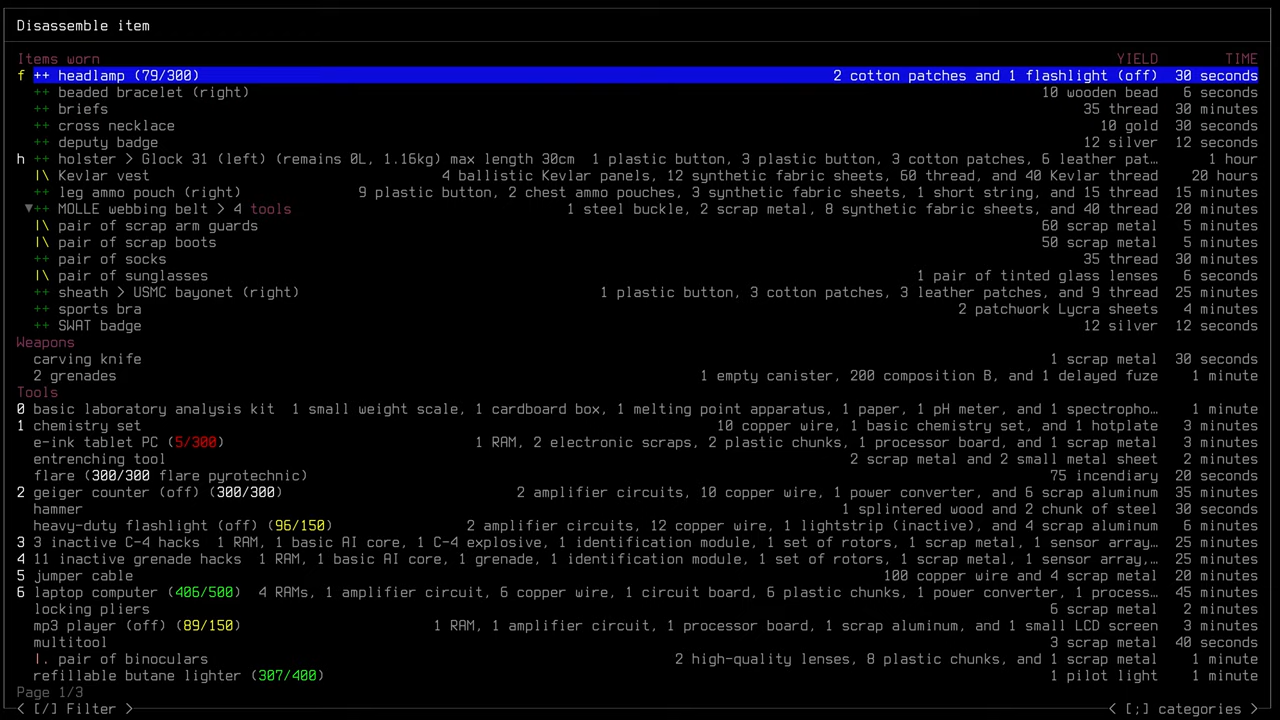 Disassemble item
Items worn YIELD TIME
f ++ headlamp (79/300) 2 cotton patches and 1 flashlight (off) 30 seconds
++ beaded bracelet (right) 10 wooden bead 6 seconds
++ briefs 35 thread 30 minutes
++ cross necklace 10 gold 30 seconds
++ deputy badge 12 silver 12 seconds
h ++ holster > Glock 31 (left) (remains 0L, 1.16kg) max length 30cm 1 plastic button, 3 plastic button, 3 cotton patches, 6 leather pat… 1 hour
|\ Kevlar vest 4 ballistic Kevlar panels, 12 synthetic fabric sheets, 60 thread, and 40 Kevlar thread 20 hours
++ leg ammo pouch (right) 9 plastic button, 2 chest ammo pouches, 3 synthetic fabric sheets, 1 short string, and 15 thread 15 minutes
▼++ MOLLE webbing belt > 4 tools 1 steel buckle, 2 scrap metal, 8 synthetic fabric sheets, and 40 thread 20 minutes
|\ pair of scrap arm guards 60 scrap metal 5 minutes
|\ pair of scrap boots 50 scrap metal 5 minutes
++ pair of socks 35 thread 30 minutes
|\ pair of sunglasses 1 pair of tinted glass lenses 6 seconds
++ sheath > USMC bayonet (right) 1 plastic button, 3 cotton patches, 3 leather patches, and 9 thread 25 minutes
++ sports bra 2 patchwork Lycra sheets 4 minutes
++ SWAT badge 12 silver 12 seconds
Weapons
carving knife 1 scrap metal 30 seconds
2 grenades 1 empty canister, 200 composition B, and 1 delayed fuze 1 minute
Tools
0 basic laboratory analysis kit 1 small weight scale, 1 cardboard box, 1 melting point apparatus, 1 paper, 1 pH meter, and 1 spectropho… 1 minute
1 chemistry set 10 copper wire, 1 basic chemistry set, and 1 hotplate 3 minutes
e-ink tablet PC (5/300) 1 RAM, 2 electronic scraps, 2 plastic chunks, 1 processor board, and 1 scrap metal 3 minutes
entrenching tool 2 scrap metal and 2 small metal sheet 2 minutes
flare (300/300 flare pyrotechnic) 75 incendiary 20 seconds
2 geiger counter (off) (300/300) 2 amplifier circuits, 10 copper wire, 1 power converter, and 6 scrap aluminum 35 minutes
hammer 1 splintered wood and 2 chunk of steel 30 seconds
heavy-duty flashlight (off) (96/150) 2 amplifier circuits, 12 copper wire, 1 lightstrip (inactive), and 4 scrap aluminum 6 minutes
3 3 inactive C-4 hacks 1 RAM, 1 basic AI core, 1 C-4 explosive, 1 identification module, 1 set of rotors, 1 scrap metal, 1 sensor array… 25 minutes
4 11 inactive grenade hacks 1 RAM, 1 basic AI core, 1 grenade, 1 identification module, 1 set of rotors, 1 scrap metal, 1 sensor array,… 25 minutes
5 jumper cable 100 copper wire and 4 scrap metal 20 minutes
6 laptop computer (406/500) 4 RAMs, 1 amplifier circuit, 6 copper wire, 1 circuit board, 6 plastic chunks, 1 power converter, 1 process… 45 minutes
locking pliers 6 scrap metal 2 minutes
mp3 player (off) (89/150) 1 RAM, 1 amplifier circuit, 1 processor board, 1 scrap aluminum, and 1 small LCD screen 3 minutes
multitool 3 scrap metal 40 seconds
|. pair of binoculars 2 high-quality lenses, 8 plastic chunks, and 1 scrap metal 1 minute
refillable butane lighter (307/400) 1 pilot light 1 minute
Page 1/3
< [/] Filter > < [;] categories >